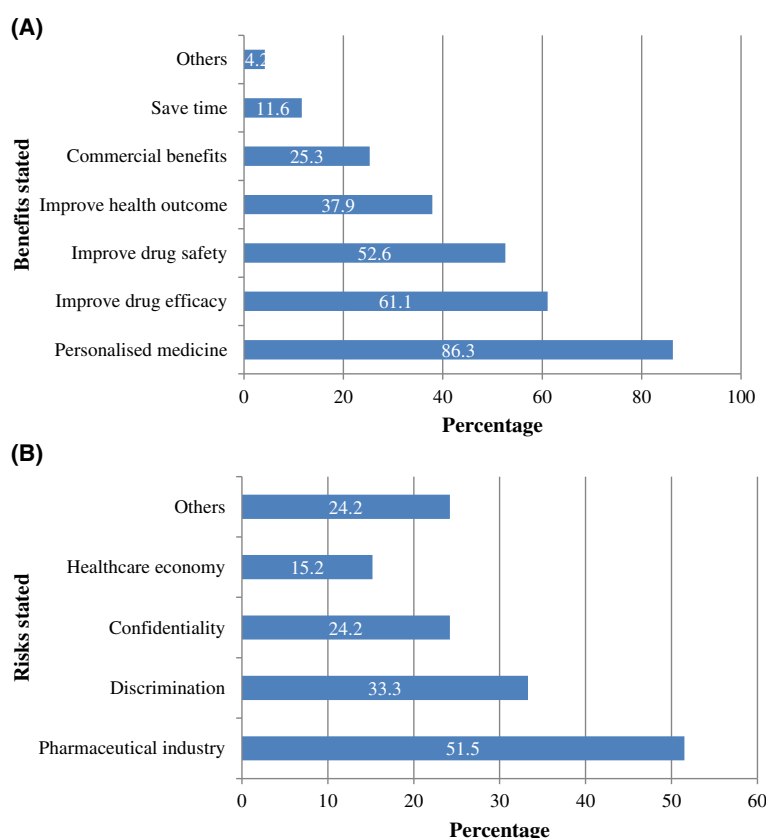 (A)
Benefits stated
Others 4.2
Save time 11.6
Commercial benefits 25.3
Improve health outcome 37.9
Improve drug safety 52.6
Improve drug efficacy 61.1
Personalised medicine 86.3
0 20 40 60 80 100
Percentage
(B)
Risks stated
Others 24.2
Healthcare economy 15.2
Confidentiality 24.2
Discrimination 33.3
Pharmaceutical industry 51.5
0 10 20 30 40 50 60
Percentage